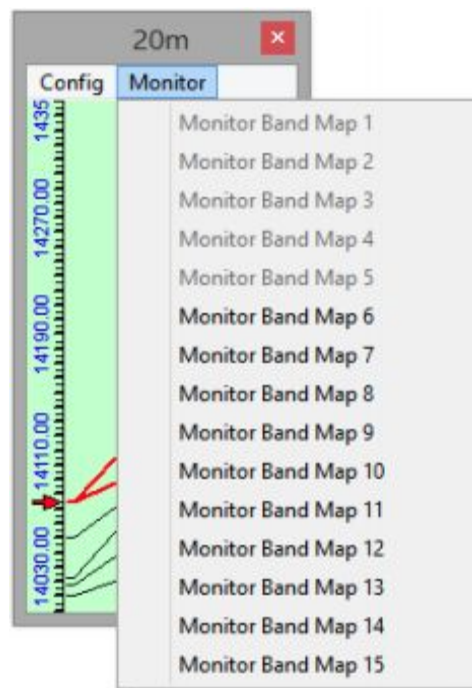 20m
Config Monitor
Monitor Band Map 1
Monitor Band Map 2
Monitor Band Map 3
Monitor Band Map 4
Monitor Band Map 5
Monitor Band Map 6
Monitor Band Map 7
Monitor Band Map 8
Monitor Band Map 9
Monitor Band Map 10
Monitor Band Map 11
Monitor Band Map 12
Monitor Band Map 13
Monitor Band Map 14
Monitor Band Map 15
1435
14270.00
14190.00
14110.00
14030.00